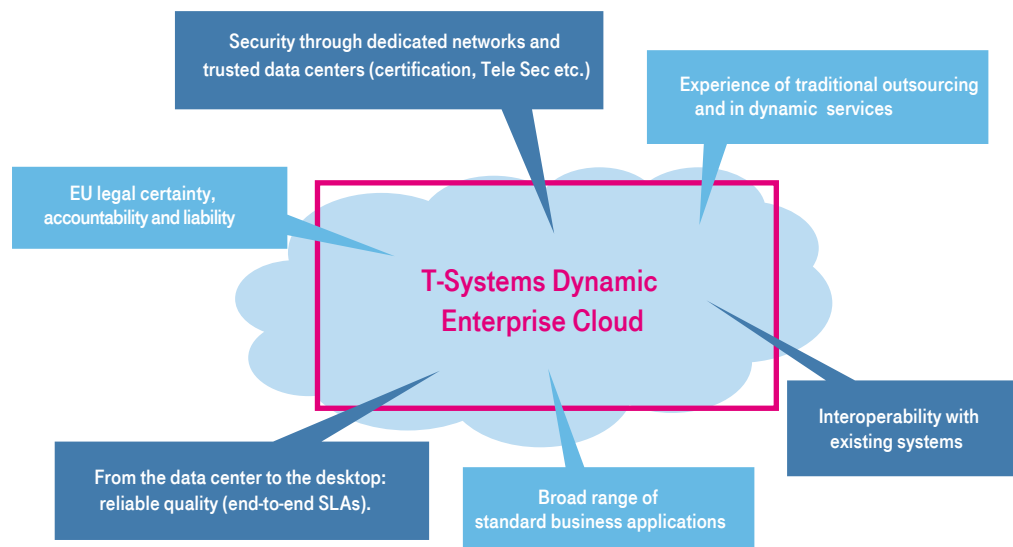 Security through dedicated networks and
trusted data centers (certification, Tele Sec etc.)
Experience of traditional outsourcing
and in dynamic services
EU legal certainty,
accountability and liability
T-Systems Dynamic
Enterprise Cloud
Interoperability with
existing systems
From the data center to the desktop:
reliable quality (end-to-end SLAs).
Broad range of
standard business applications